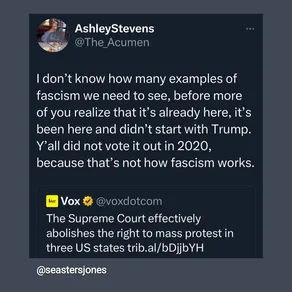 AshleyStevens
@The_Acumen
I don't know how many examples of
fascism we need to see, before more
of you realize that it's already here, it's
been here and didn't start with Trump.
Y'all did not vote it out in 2020,
because that's not how fascism works.
Vox @voxdotcom
The Supreme Court effectively
abolishes the right to mass protest in
three US states trib.al/bDjjbYH
@seastersjones